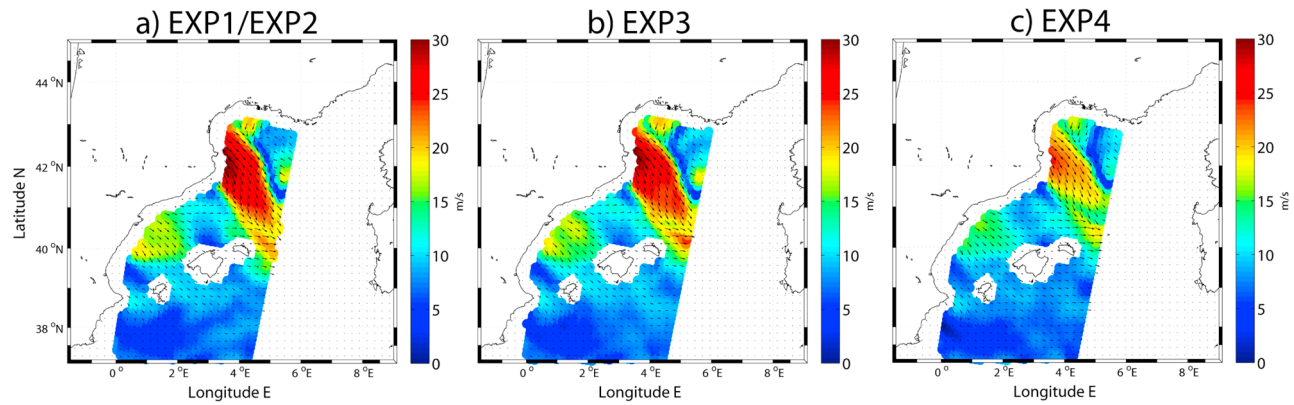 a) EXP1/EXP2
b) EXP3
c) EXP4
44 °N
42 °N
40 °N
38 °N
Latitude N
0 °E
2 °E
4 °E
6 °E
8 °E
Longitude E
30
25
20
15
10
5
0
m/s
0 °E
2 °E
4 °E
6 °E
8 °E
Longitude E
30
25
20
15
10
5
0
m/s
0 °E
2 °E
4 °E
6 °E
8 °E
Longitude E
30
25
20
15
10
5
0
m/s